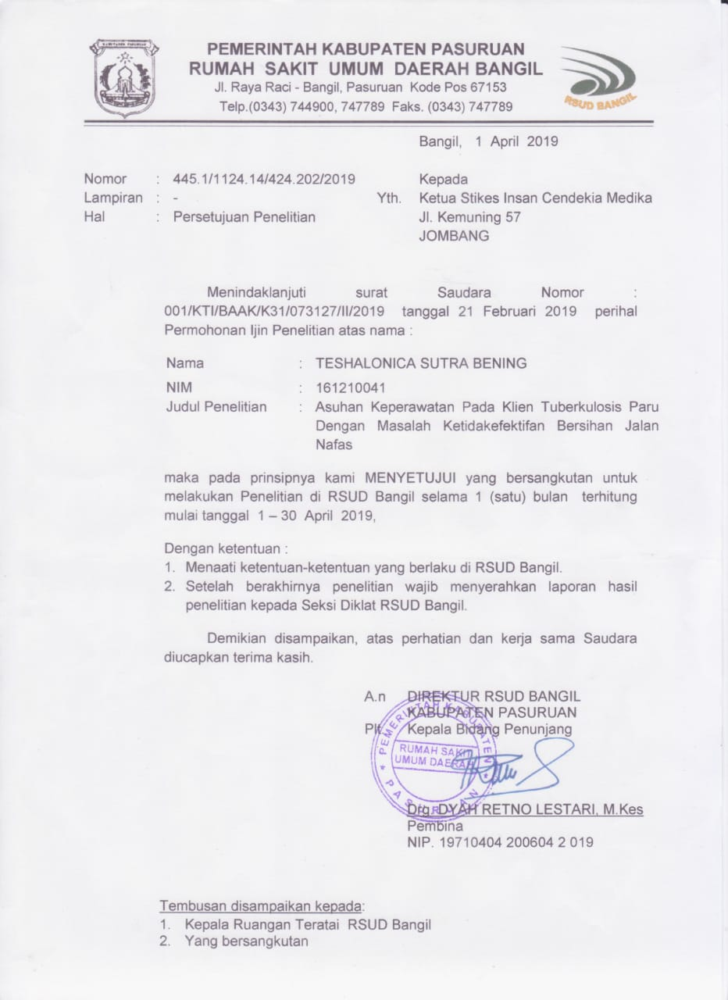 KABUPATEN PASURUAN
PEMERINTAH KABUPATEN PASURUAN
RUMAH SAKIT UMUM DAERAH BANGIL
Jl. Raya Raci - Bangil, Pasuruan Kode Pos 67153
Telp.(0343) 744900, 747789 Faks. (0343) 747789
RSUD BANGIL
Bangil, 1 April 2019
Nomor : 445.1/1124.14/424.202/2019
Lampiran : -
Hal : Persetujuan Penelitian
Kepada
Yth. Ketua Stikes Insan Cendekia Medika
Jl. Kemuning 57
JOMBANG
Menindaklanjuti surat Saudara Nomor :
001/KTI/BAAK/K31/073127/II/2019 tanggal 21 Februari 2019 perihal
Permohonan Ijin Penelitian atas nama :
Nama : TESHALONICA SUTRA BENING
NIM : 161210041
Judul Penelitian : Asuhan Keperawatan Pada Klien Tuberkulosis Paru
Dengan Masalah Ketidakefektifan Bersihan Jalan
Nafas
maka pada prinsipnya kami MENYETUJUI yang bersangkutan untuk
melakukan Penelitian di RSUD Bangil selama 1 (satu) bulan terhitung
mulai tanggal 1 – 30 April 2019,
Dengan ketentuan :
1. Menaati ketentuan-ketentuan yang berlaku di RSUD Bangil.
2. Setelah berakhirnya penelitian wajib menyerahkan laporan hasil
penelitian kepada Seksi Diklat RSUD Bangil.
Demikian disampaikan, atas perhatian dan kerja sama Saudara
diucapkan terima kasih.
A.n DIREKTUR RSUD BANGIL
KABUPATEN PASURUAN
Plt. Kepala Bidang Penunjang
PEMERINTAH KABUPATEN
RUMAH SAKIT
UMUM DAERAH
* PASURUAN *
Drg. DYAH RETNO LESTARI, M.Kes
Pembina
NIP. 19710404 200604 2 019
Tembusan disampaikan kepada:
1. Kepala Ruangan Teratai RSUD Bangil
2. Yang bersangkutan